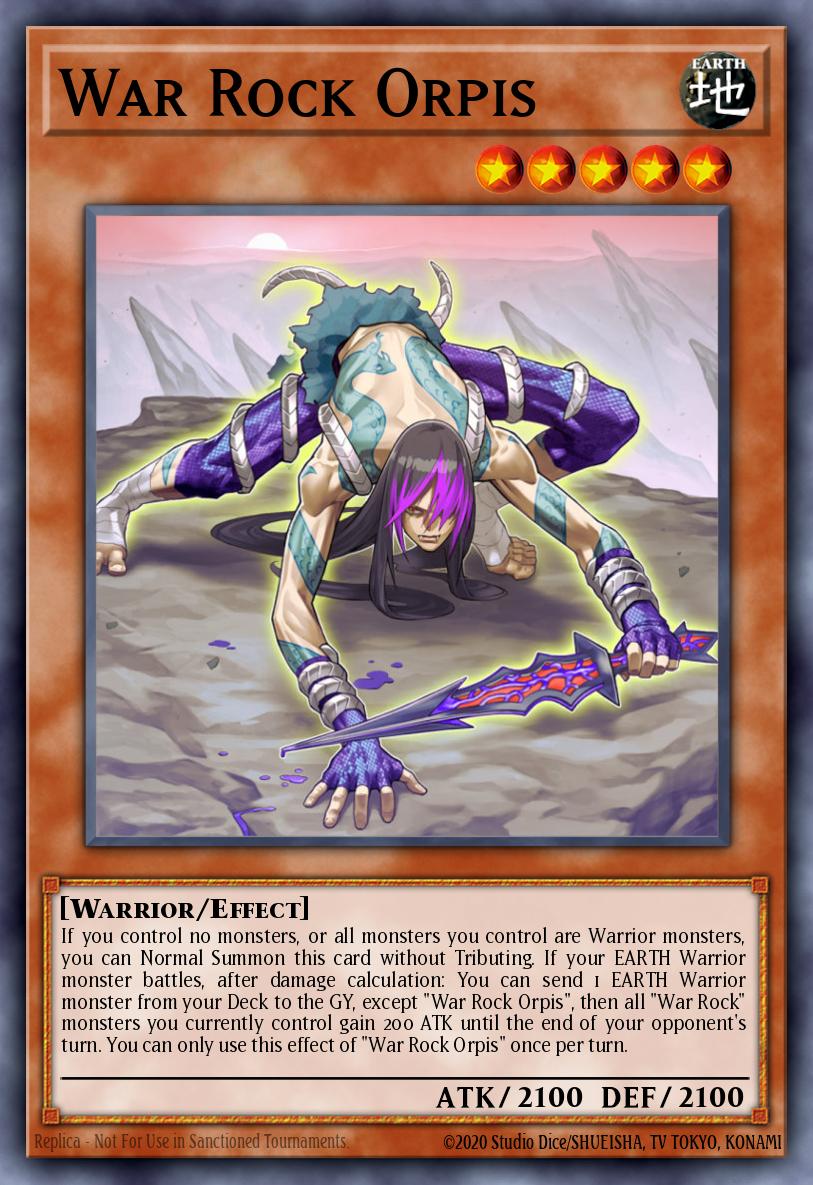 War Rock Orpis
EARTH
地
[Warrior/Effect]
If you control no monsters, or all monsters you control are Warrior monsters,
you can Normal Summon this card without Tributing. If your EARTH Warrior
monster battles, after damage calculation: You can send 1 EARTH Warrior
monster from your Deck to the GY, except "War Rock Orpis", then all "War Rock"
monsters you currently control gain 200 ATK until the end of your opponent's
turn. You can only use this effect of "War Rock Orpis" once per turn.
ATK/ 2100 DEF/ 2100
Replica - Not For Use in Sanctioned Tournaments.
©2020 Studio Dice/SHUEISHA, TV TOKYO, KONAMI